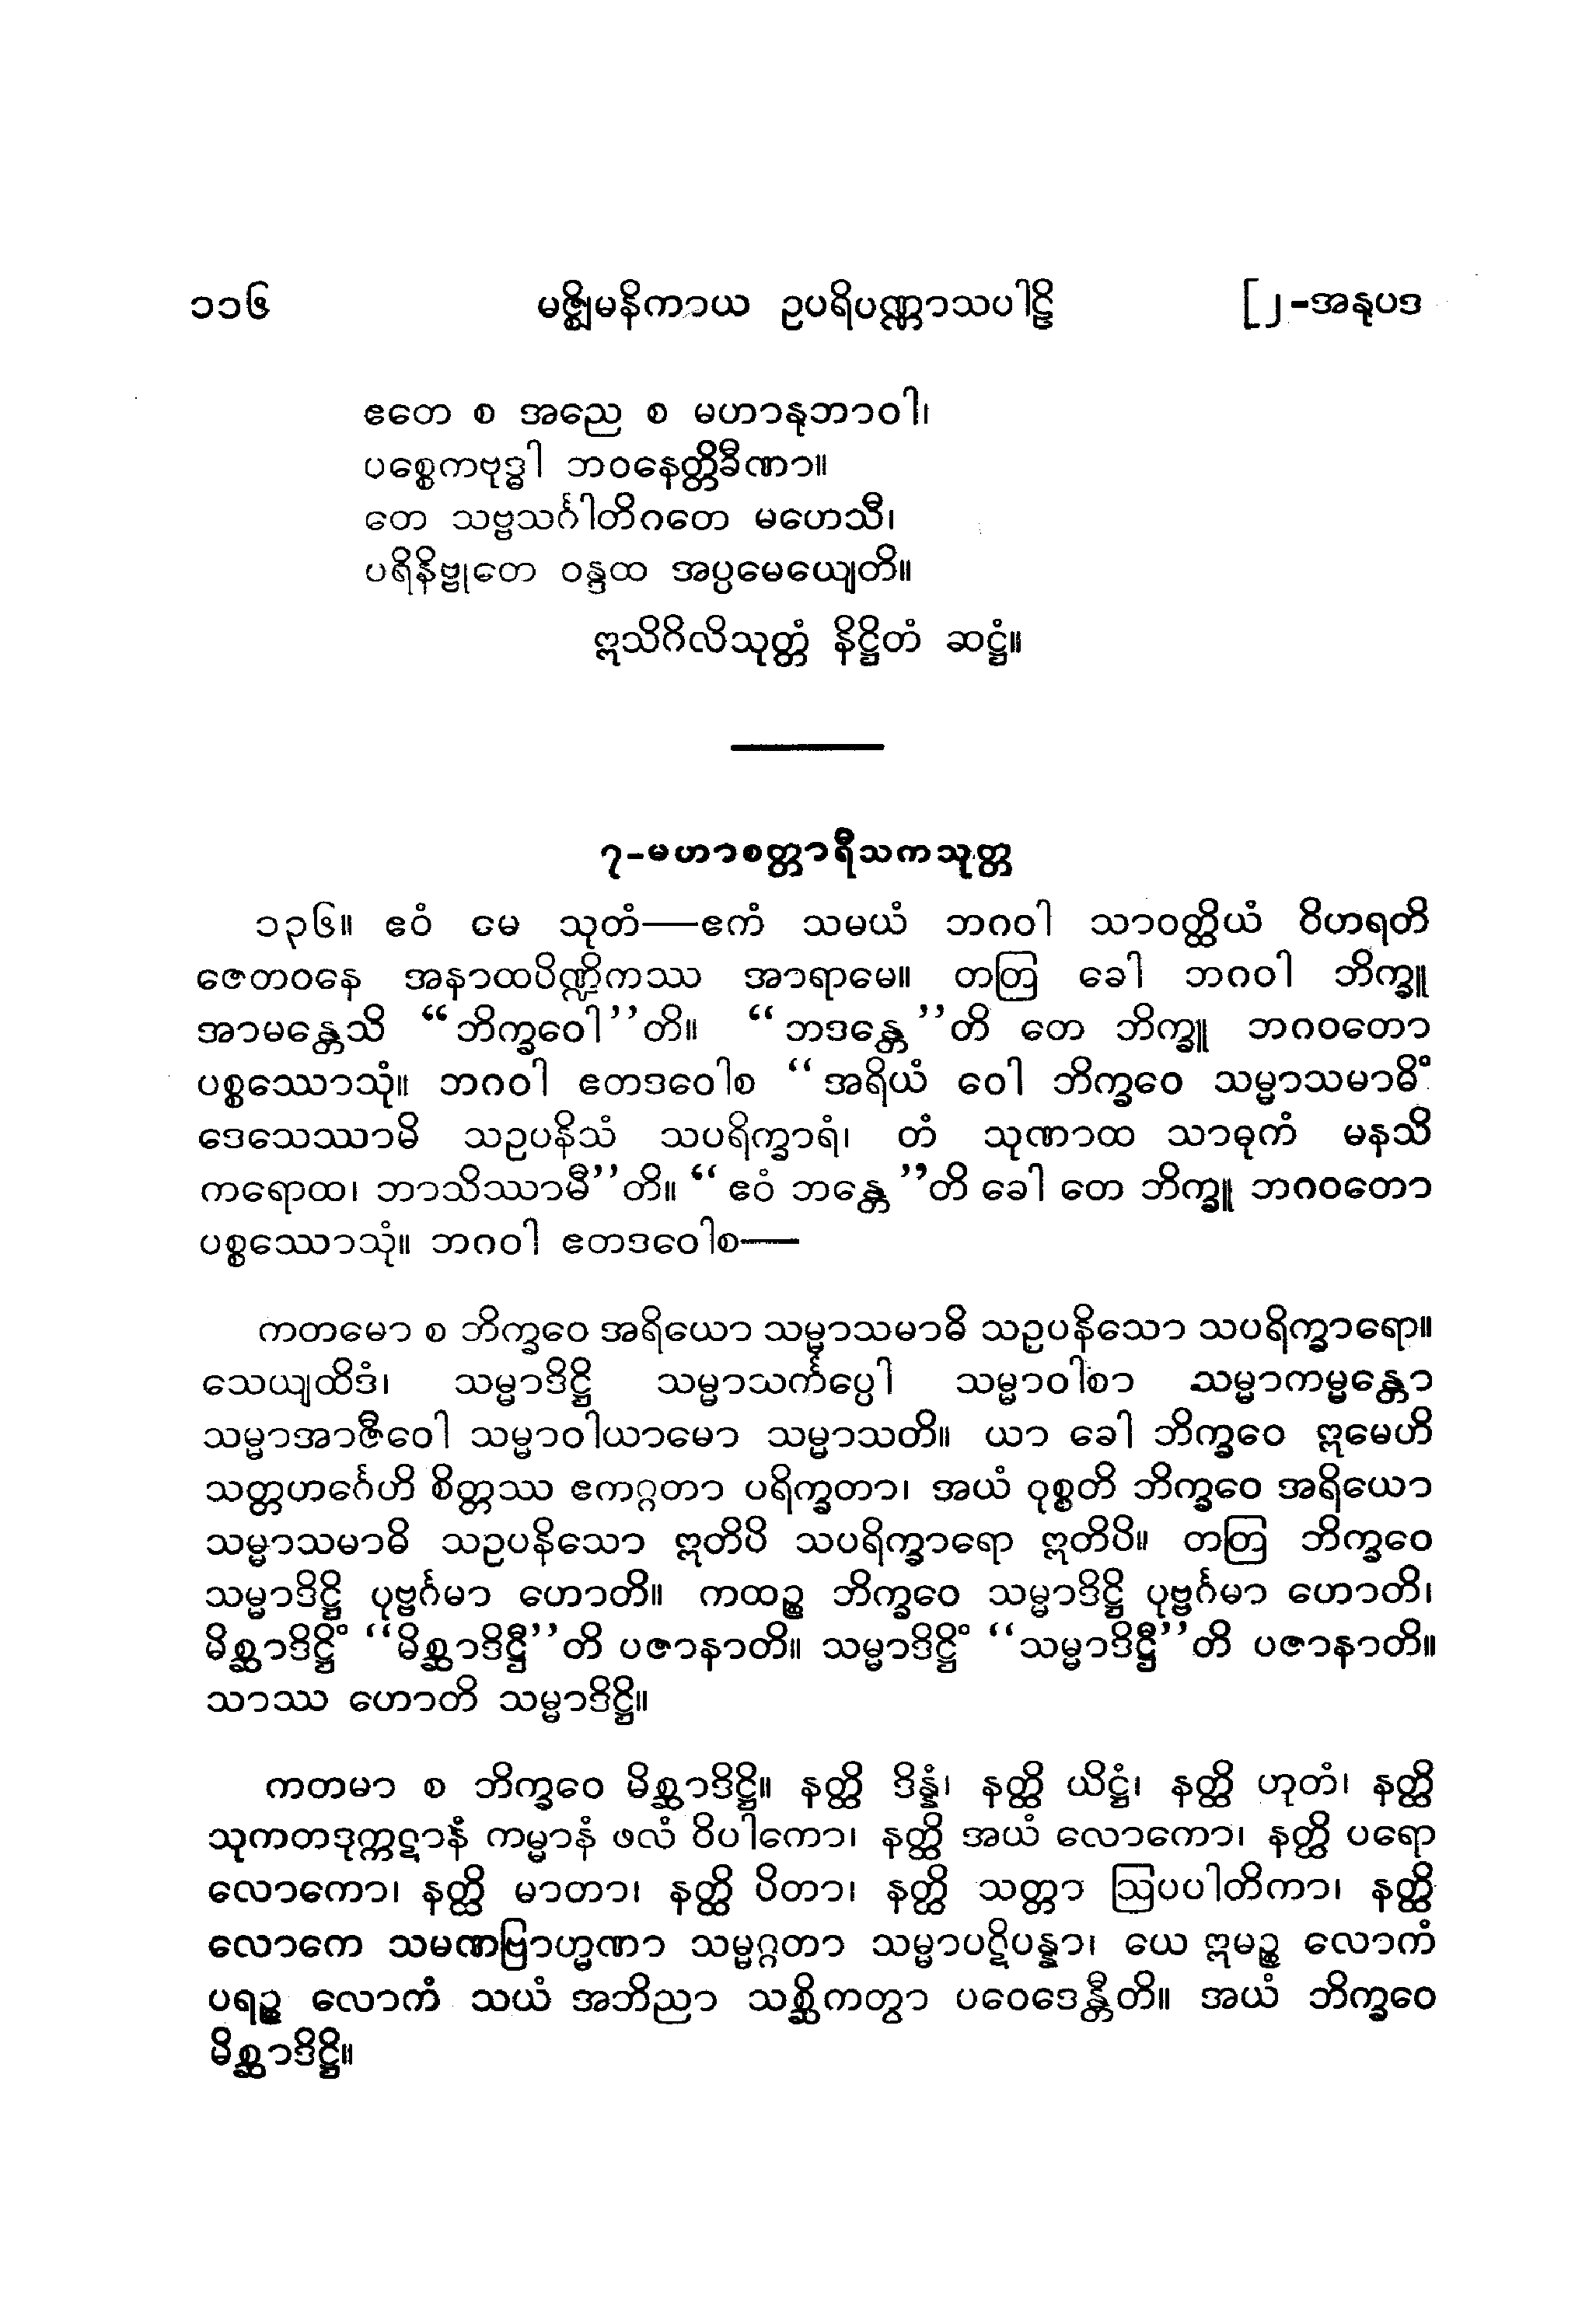 ၁၁၆ မဇ္ဈိမနိကာယ ဥပရိပဏ္ဏာသပါဠိ [၂-အနုပဒ
ဧတေ စ အညေ စ မဟာနုဘာဝါ၊
ပစ္စေကဗုဒ္ဓါ ဘဝနေတ္တိခီဏာ။
တေ သဗ္ဗသင်္ဂါတိဂတေ မဟေသီ၊
ပရိနိဗ္ဗုတေ ဝန္ဒထ အပ္ပမေယျေတိ။
ဣသိဂိလိသုတ္တံ နိဋ္ဌိတံ ဆဋ္ဌံ။
၇-မဟာစတ္တာရီသကသုတ္တ
၁၃၆။ ဧဝံ မေ သုတံ—ဧကံ သမယံ ဘဂဝါ သာဝတ္ထိယံ ဝိဟရတိ
ဇေတဝနေ အနာထပိဏ္ဍိကဿ အာရာမေ။ တတြ ခေါ ဘဂဝါ ဘိက္ခူ
အာမန္တေသိ “ဘိက္ခဝေါ”တိ။ “ဘဒန္တေ”တိ တေ ဘိက္ခူ ဘဂဝတော
ပစ္စဿောသုံ။ ဘဂဝါ ဧတဒဝေါစ “အရိယံ ဝေါ ဘိက္ခဝေ သမ္မာသမာဓိံ
ဒေသေဿာမိ သဥပနိသံ သပရိက္ခာရံ၊ တံ သုဏာထ သာဓုကံ မနသိ
ကရောထ၊ ဘာသိဿာမီ”တိ။ “ဧဝံ ဘန္တေ”တိ ခေါ တေ ဘိက္ခူ ဘဂဝတော
ပစ္စဿောသုံ။ ဘဂဝါ ဧတဒဝေါစ—
ကတမော စ ဘိက္ခဝေ အရိယော သမ္မာသမာဓိ သဥပနိသော သပရိက္ခာရော။
သေယျထိဒံ၊ သမ္မာဒိဋ္ဌိ သမ္မာသင်္ကပ္ပေါ သမ္မာဝါစာ သမ္မာကမ္မန္တော
သမ္မာအာဇီဝေါ သမ္မာဝါယာမော သမ္မာသတိ။ ယာ ခေါ ဘိက္ခဝေ ဣမေဟိ
သတ္တဟင်္ဂေဟိ စိတ္တဿ ဧကဂ္ဂတာ ပရိက္ခတာ၊ အယံ ဝုစ္စတိ ဘိက္ခဝေ အရိယော
သမ္မာသမာဓိ သဥပနိသော ဣတိပိ သပရိက္ခာရော ဣတိပိ။ တတြ ဘိက္ခဝေ
သမ္မာဒိဋ္ဌိ ပုဗ္ဗင်္ဂမာ ဟောတိ။ ကထဉ္စ ဘိက္ခဝေ သမ္မာဒိဋ္ဌိ ပုဗ္ဗင်္ဂမာ ဟောတိ၊
မိစ္ဆာဒိဋ္ဌိံ “မိစ္ဆာဒိဋ္ဌီ”တိ ပဇာနာတိ။ သမ္မာဒိဋ္ဌိံ “သမ္မာဒိဋ္ဌီ”တိ ပဇာနာတိ။
သာဿ ဟောတိ သမ္မာဒိဋ္ဌိ။
ကတမာ စ ဘိက္ခဝေ မိစ္ဆာဒိဋ္ဌိ။ နတ္ထိ ဒိန္နံ၊ နတ္ထိ ယိဋ္ဌံ၊ နတ္ထိ ဟုတံ၊ နတ္ထိ
သုကတဒုက္ကဋာနံ ကမ္မာနံ ဖလံ ဝိပါကော၊ နတ္ထိ အယံ လောကော၊ နတ္ထိ ပရော
လောကော၊ နတ္ထိ မာတာ၊ နတ္ထိ ပိတာ၊ နတ္ထိ သတ္တာ ဩပပါတိကာ၊ နတ္ထိ
လောကေ သမဏဗြာဟ္မဏာ သမ္မဂ္ဂတာ သမ္မာပဋိပန္နာ၊ ယေ ဣမဉ္စ လောကံ
ပရဉ္စ လောကံ သယံ အဘိညာ သစ္ဆိကတွာ ပဝေဒေန္တီတိ။ အယံ ဘိက္ခဝေ
မိစ္ဆာဒိဋ္ဌိ။